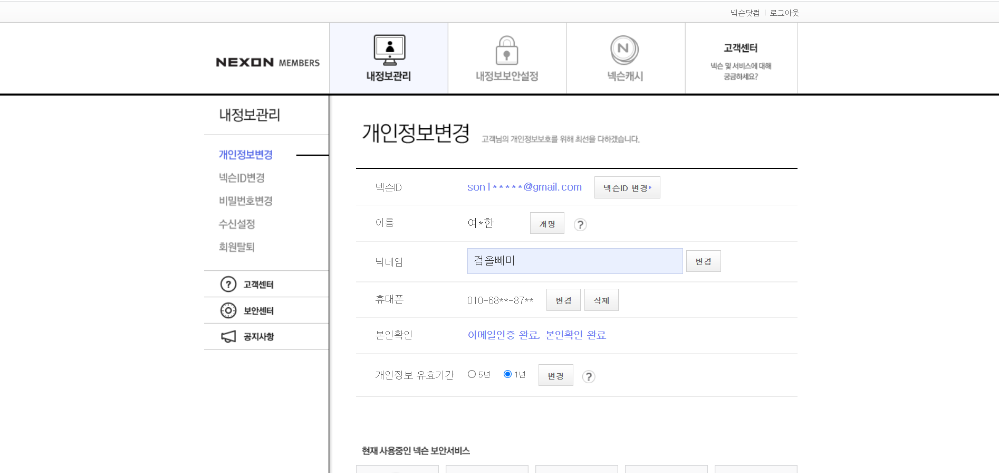 넥슨닷컴 | 로그아웃
NEXON MEMBERS
내정보관리
내정보보안설정
넥슨캐시
고객센터
넥슨 및 서비스에 대해
궁금하세요?
내정보관리
개인정보변경
넥슨ID변경
비밀번호변경
수신설정
회원탈퇴
? 고객센터
보안센터
공지사항
개인정보변경 고객님의 개인정보보호를 위해 최선을 다하겠습니다.
넥슨ID son1*****@gmail.com 넥슨ID 변경
이름 여*한 개명 ?
닉네임 검올빼미 변경
휴대폰 010-68**-87** 변경 삭제
본인확인 이메일인증 완료, 본인확인 완료
개인정보 유효기간 5년 1년 변경 ?
현재 사용중인 넥슨 보안서비스